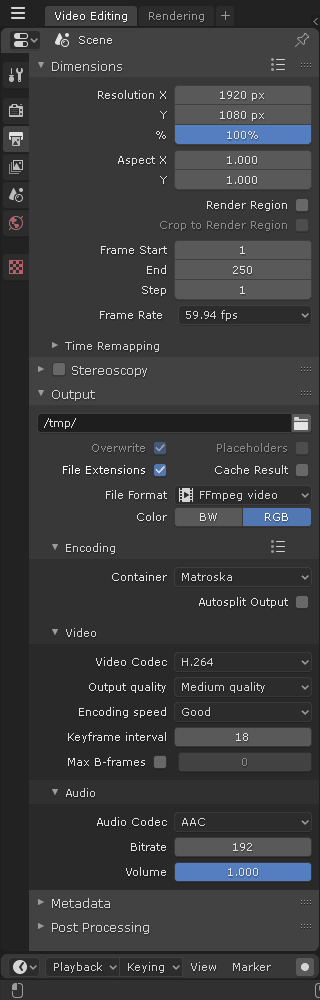 Video Editing Rendering +
Scene
Dimensions
Resolution X 1920 px
Y 1080 px
% 100%
Aspect X 1.000
Y 1.000
Render Region
Crop to Render Region
Frame Start 1
End 250
Step 1
Frame Rate 59.94 fps
Time Remapping
Stereoscopy
Output
/tmp/
Overwrite Placeholders
File Extensions Cache Result
File Format FFmpeg video
Color BW RGB
Encoding
Container Matroska
Autosplit Output
Video
Video Codec H.264
Output quality Medium quality
Encoding speed Good
Keyframe interval 18
Max B-frames 0
Audio
Audio Codec AAC
Bitrate 192
Volume 1.000
Metadata
Post Processing
Playback Keying View Marker